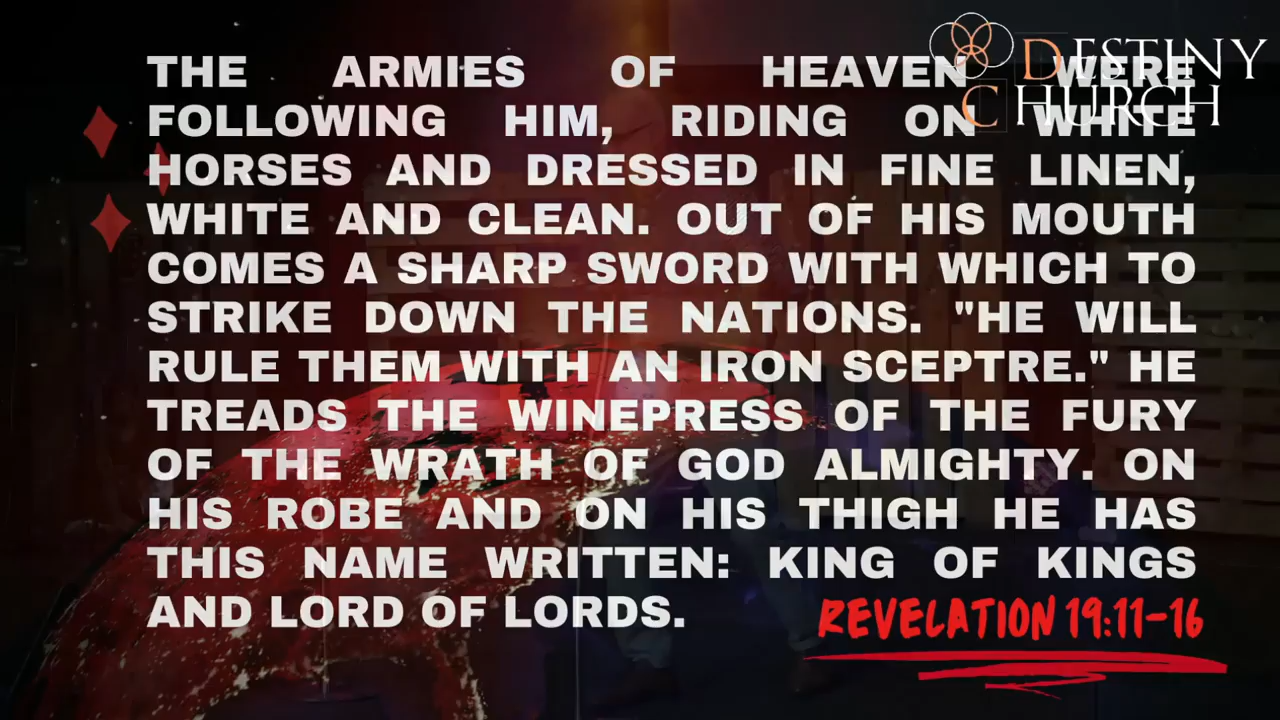 THE ARMIES OF HEAVEN WERE
FOLLOWING HIM, RIDING ON WHITE
HORSES AND DRESSED IN FINE LINEN,
WHITE AND CLEAN. OUT OF HIS MOUTH
COMES A SHARP SWORD WITH WHICH TO
STRIKE DOWN THE NATIONS. "HE WILL
RULE THEM WITH AN IRON SCEPTRE." HE
TREADS THE WINEPRESS OF THE FURY
OF THE WRATH OF GOD ALMIGHTY. ON
HIS ROBE AND ON HIS THIGH HE HAS
THIS NAME WRITTEN: KING OF KINGS
AND LORD OF LORDS.
REVELATION 19:11-16
DESTINY
CHURCH